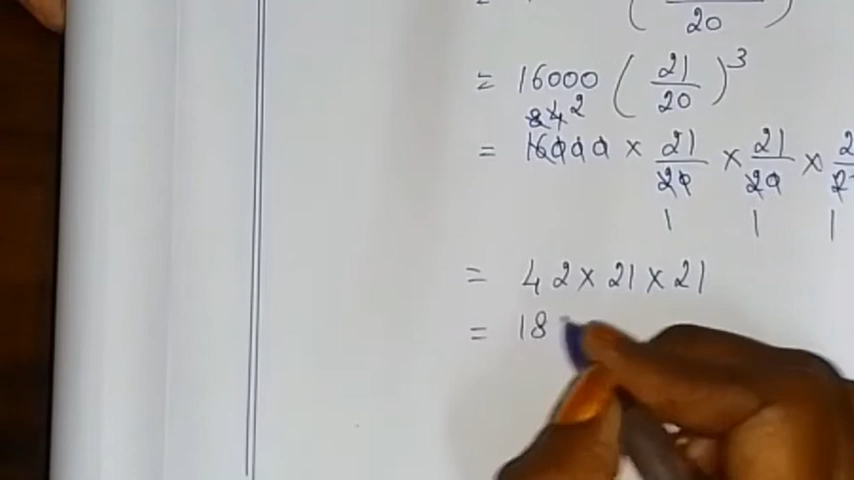 20
= 16000 ( 21/20 )³
8 4 2
= 16000 × 21/20 × 21/20 × 2
1 1 1
= 42 × 21 × 21
= 18